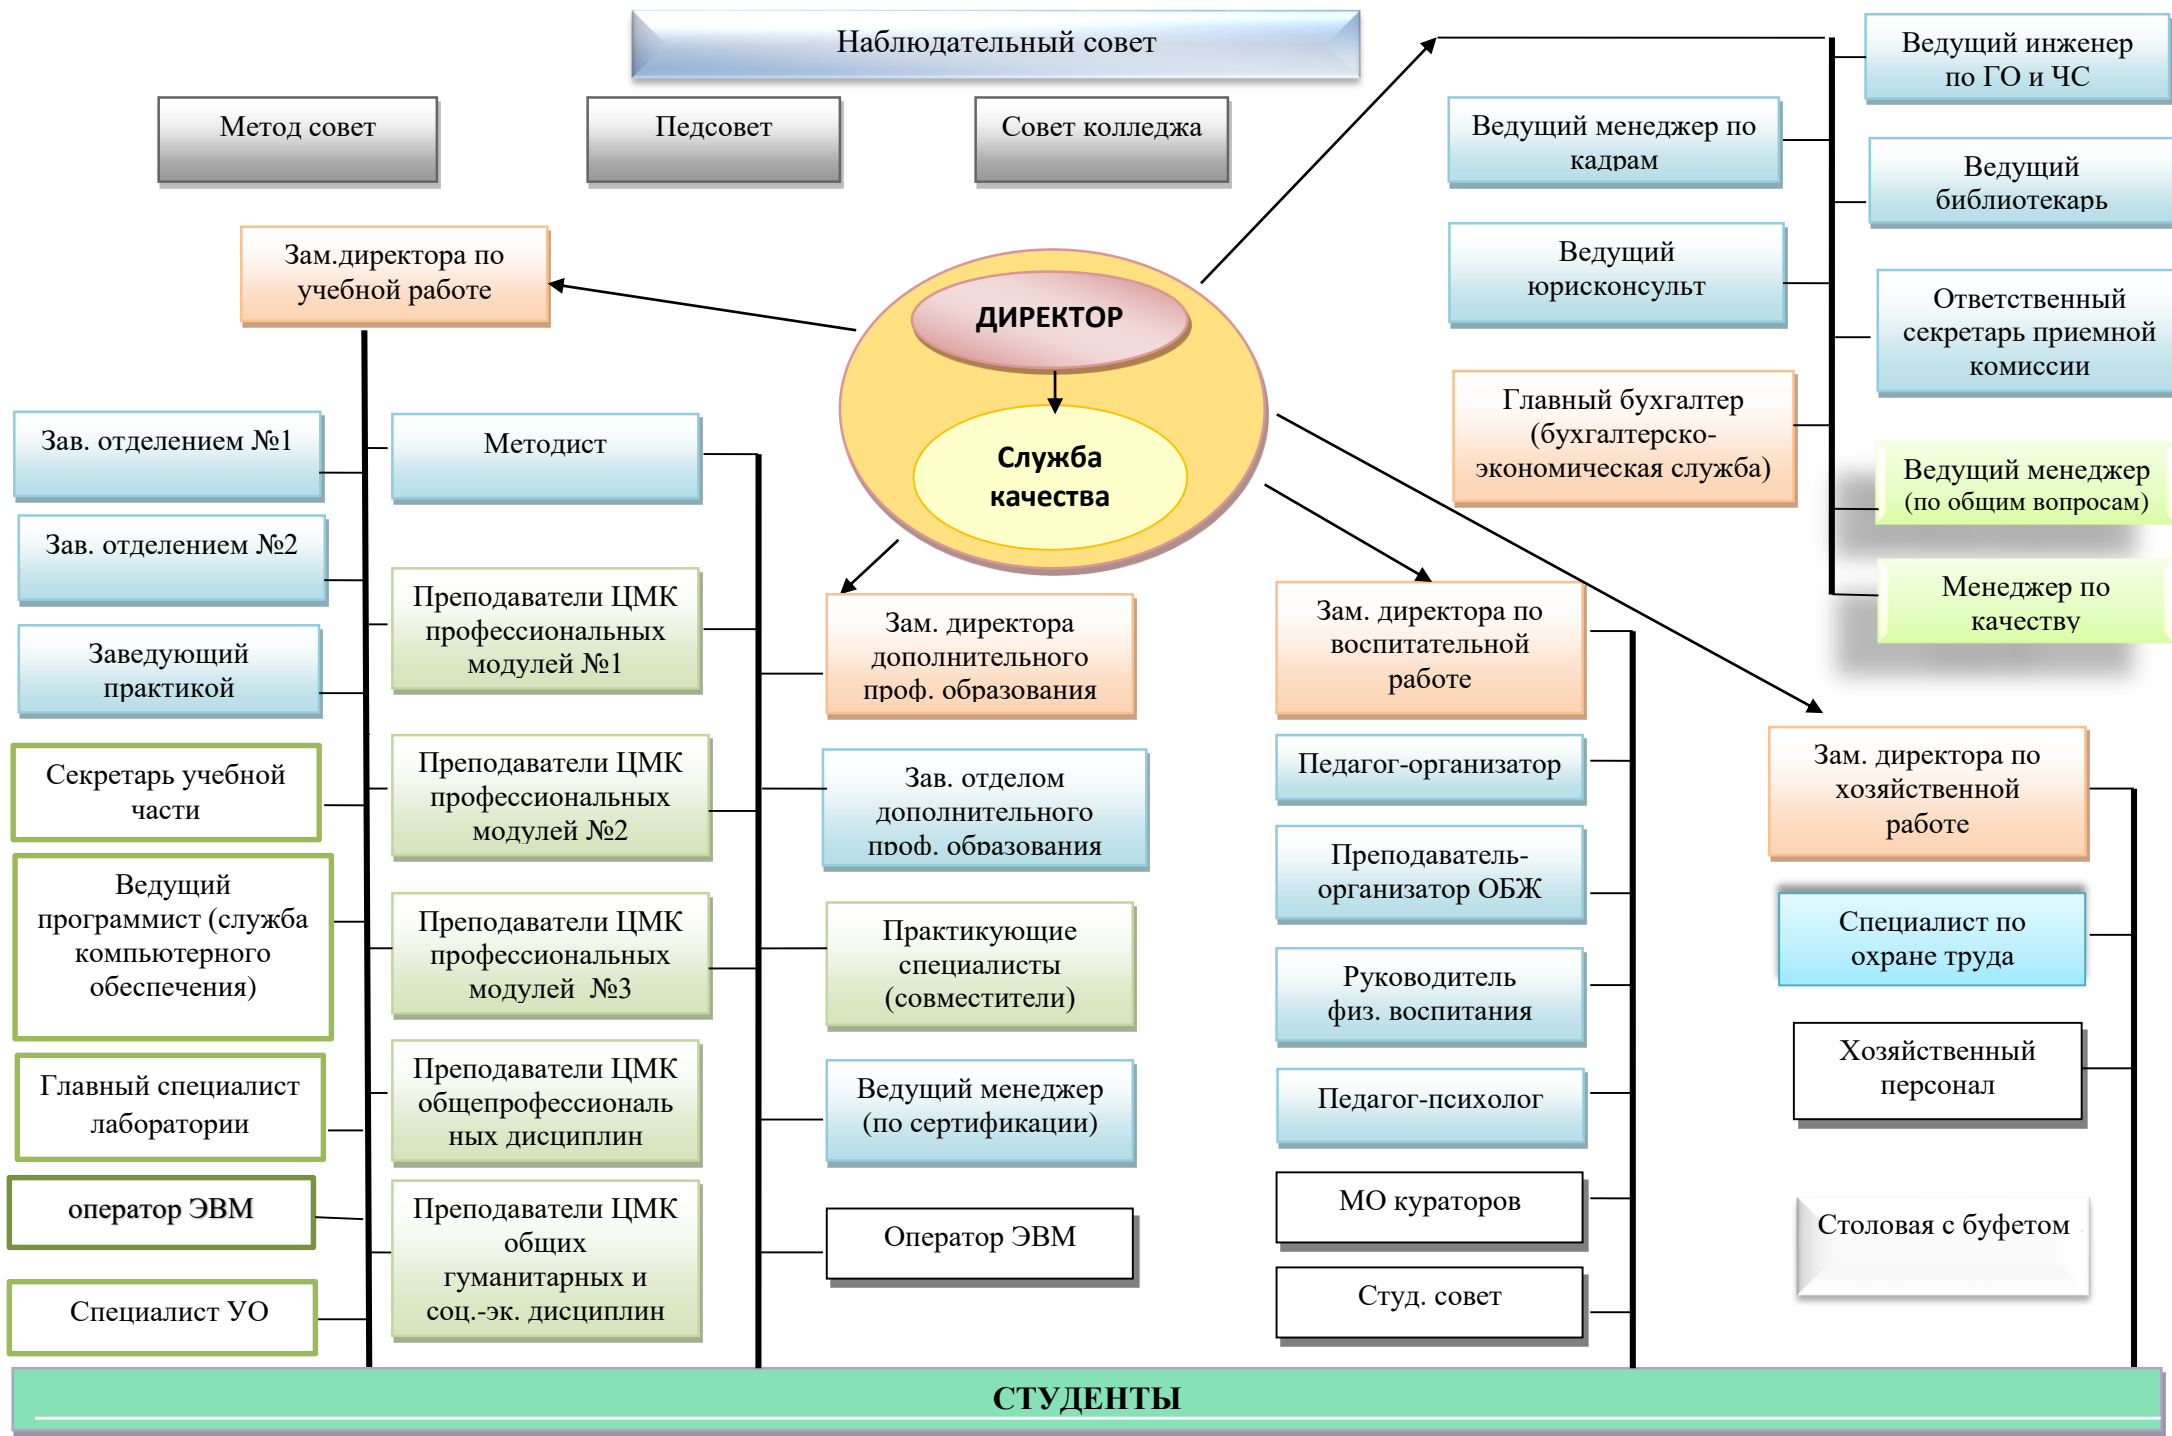 Наблюдательный совет
Метод совет
Педсовет
Совет колледжа
Ведущий инженер
по ГО и ЧС
Ведущий менеджер по
кадрам
Ведущий
библиотекарь
Ведущий
юрисконсульт
Ответственный
секретарь приемной
комиссии
Главный бухгалтер
(бухгалтерско-
экономическая служба)
Ведущий менеджер
(по общим вопросам)
Менеджер по
качеству
ДИРЕКТОР
Служба
качества
Зам.директора по
учебной работе
Зав. отделением №1
Зав. отделением №2
Заведующий
практикой
Секретарь учебной
части
Ведущий
программист (служба
компьютерного
обеспечения)
Главный специалист
лаборатории
оператор ЭВМ
Специалист УО
Методист
Преподаватели ЦМК
профессиональных
модулей №1
Преподаватели ЦМК
профессиональных
модулей №2
Преподаватели ЦМК
профессиональных
модулей №3
Преподаватели ЦМК
общепрофессиональ
ных дисциплин
Преподаватели ЦМК
общих
гуманитарных и
соц.-эк. дисциплин
Зам. директора
дополнительного
проф. образования
Зав. отделом
дополнительного
проф. образования
Практикующие
специалисты
(совместители)
Ведущий менеджер
(по сертификации)
Оператор ЭВМ
Зам. директора по
воспитательной
работе
Педагог-организатор
Преподаватель-
организатор ОБЖ
Руководитель
физ. воспитания
Педагог-психолог
МО кураторов
Студ. совет
Зам. директора по
хозяйственной
работе
Специалист по
охране труда
Хозяйственный
персонал
Столовая с буфетом
СТУДЕНТЫ